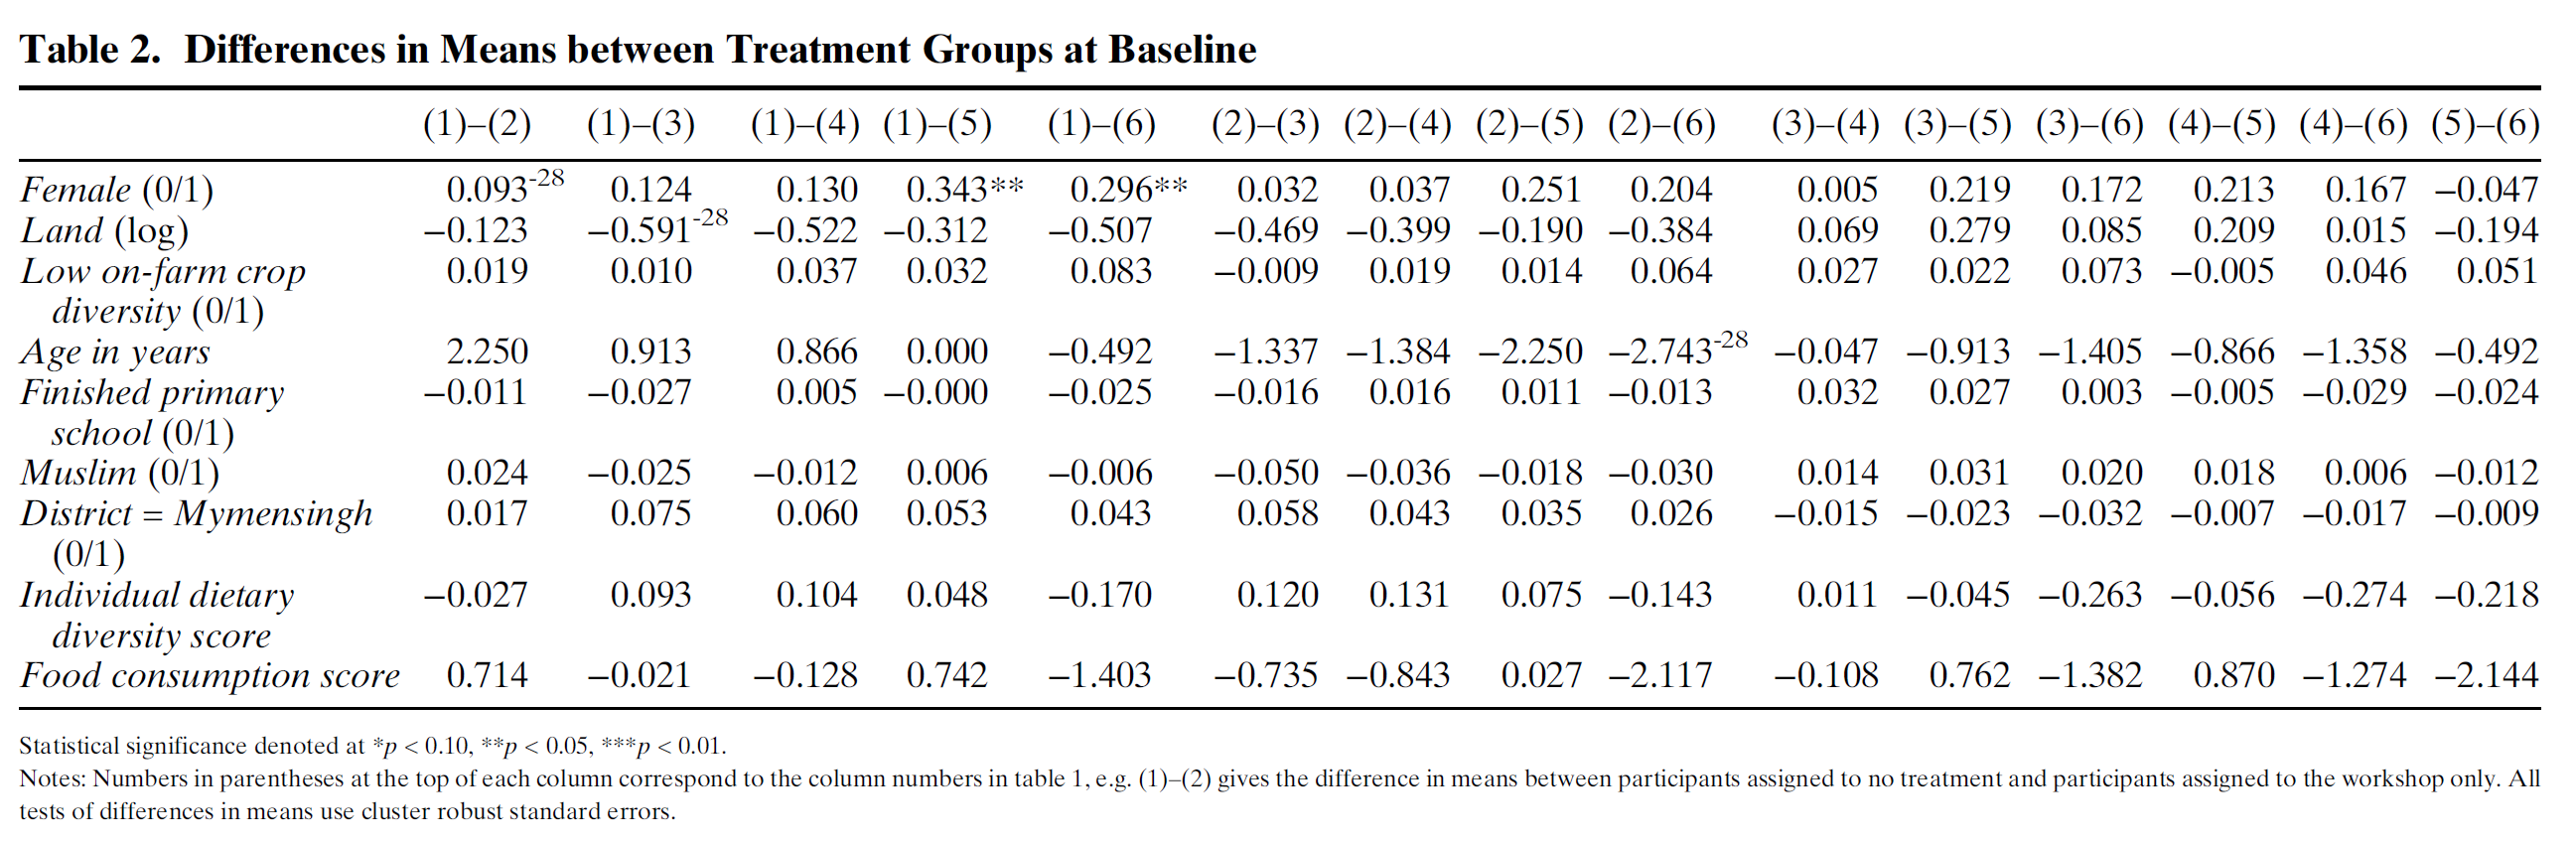 Table 2. Differences in Means between Treatment Groups at Baseline
(1)–(2) (1)–(3) (1)–(4) (1)–(5) (1)–(6) (2)–(3) (2)–(4) (2)–(5) (2)–(6) (3)–(4) (3)–(5) (3)–(6) (4)–(5) (4)–(6) (5)–(6)
Female (0/1) 0.093-28 0.124 0.130 0.343** 0.296** 0.032 0.037 0.251 0.204 0.005 0.219 0.172 0.213 0.167 −0.047
Land (log) −0.123 −0.591-28 −0.522 −0.312 −0.507 −0.469 −0.399 −0.190 −0.384 0.069 0.279 0.085 0.209 0.015 −0.194
Low on-farm crop 0.019 0.010 0.037 0.032 0.083 −0.009 0.019 0.014 0.064 0.027 0.022 0.073 −0.005 0.046 0.051
diversity (0/1)
Age in years 2.250 0.913 0.866 0.000 −0.492 −1.337 −1.384 −2.250 −2.743-28 −0.047 −0.913 −1.405 −0.866 −1.358 −0.492
Finished primary −0.011 −0.027 0.005 −0.000 −0.025 −0.016 0.016 0.011 −0.013 0.032 0.027 0.003 −0.005 −0.029 −0.024
school (0/1)
Muslim (0/1) 0.024 −0.025 −0.012 0.006 −0.006 −0.050 −0.036 −0.018 −0.030 0.014 0.031 0.020 0.018 0.006 −0.012
District = Mymensingh 0.017 0.075 0.060 0.053 0.043 0.058 0.043 0.035 0.026 −0.015 −0.023 −0.032 −0.007 −0.017 −0.009
(0/1)
Individual dietary −0.027 0.093 0.104 0.048 −0.170 0.120 0.131 0.075 −0.143 0.011 −0.045 −0.263 −0.056 −0.274 −0.218
diversity score
Food consumption score 0.714 −0.021 −0.128 0.742 −1.403 −0.735 −0.843 0.027 −2.117 −0.108 0.762 −1.382 0.870 −1.274 −2.144
Statistical significance denoted at *p < 0.10, **p < 0.05, ***p < 0.01.
Notes: Numbers in parentheses at the top of each column correspond to the column numbers in table 1, e.g. (1)–(2) gives the difference in means between participants assigned to no treatment and participants assigned to the workshop only. All
tests of differences in means use cluster robust standard errors.